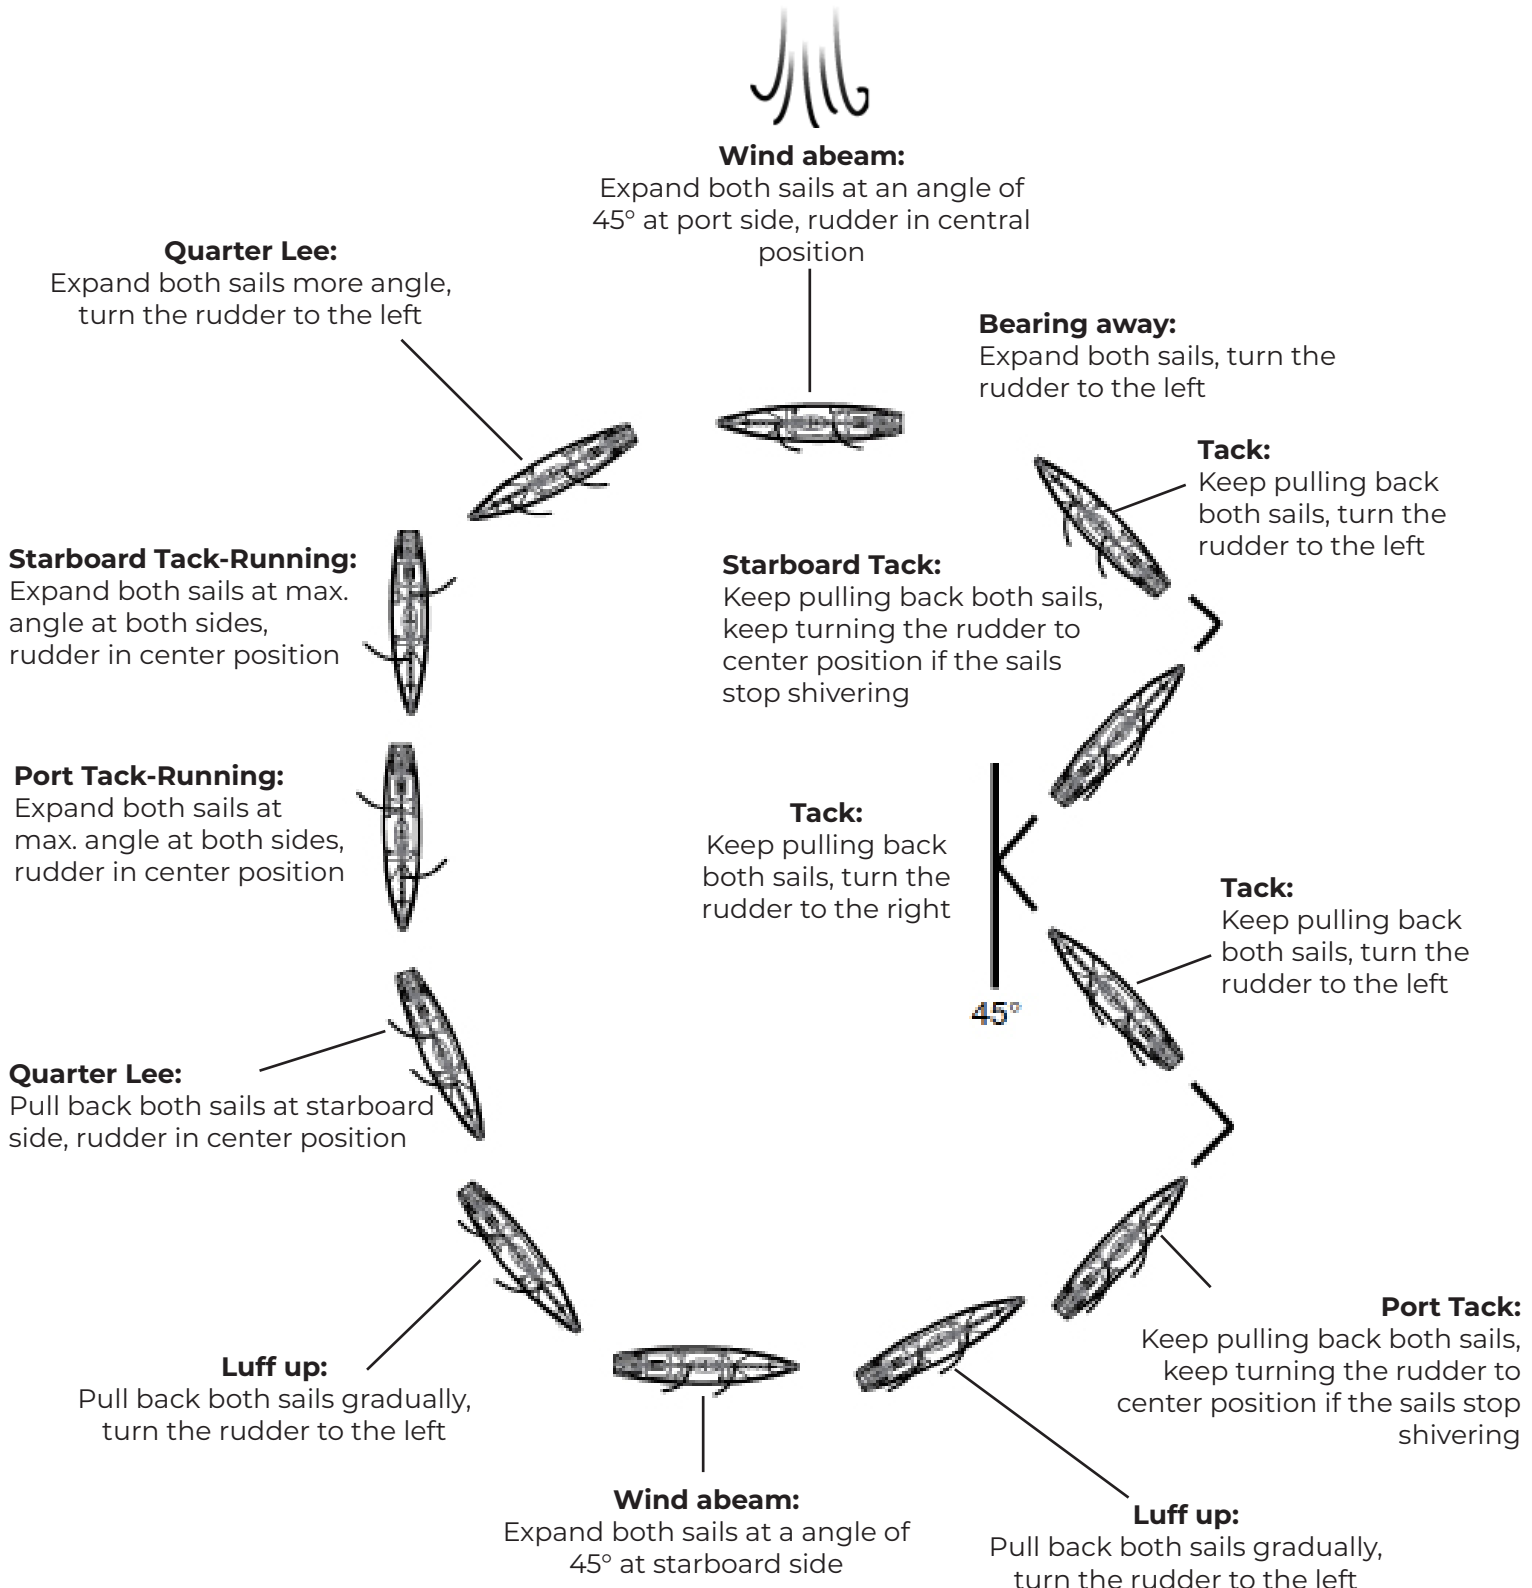 Wind abeam:
Expand both sails at an angle of
45° at port side, rudder in central
position
Quarter Lee:
Expand both sails more angle,
turn the rudder to the left
Bearing away:
Expand both sails, turn the
rudder to the left
Tack:
Keep pulling back
both sails, turn the
rudder to the left
Starboard Tack-Running:
Expand both sails at max.
angle at both sides,
rudder in center position
Starboard Tack:
Keep pulling back both sails,
keep turning the rudder to
center position if the sails
stop shivering
Port Tack-Running:
Expand both sails at
max. angle at both sides,
rudder in center position
Tack:
Keep pulling back
both sails, turn the
rudder to the right
45°
Tack:
Keep pulling back
both sails, turn the
rudder to the left
Quarter Lee:
Pull back both sails at starboard
side, rudder in center position
Luff up:
Pull back both sails gradually,
turn the rudder to the left
Port Tack:
Keep pulling back both sails,
keep turning the rudder to
center position if the sails stop
shivering
Wind abeam:
Expand both sails at a angle of
45° at starboard side
Luff up:
Pull back both sails gradually,
turn the rudder to the left